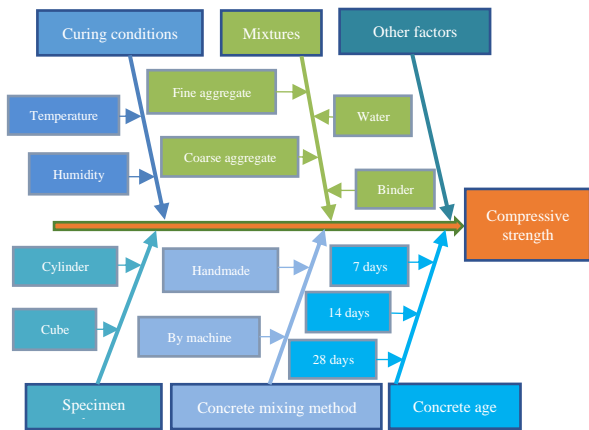 Curing conditions
Mixtures
Other factors
Fine aggregate
Temperature
Water
Coarse aggregate
Humidity
Binder
Compressive
strength
Cylinder
Handmade
7 days
14 days
Cube
By machine
28 days
Specimen
Concrete mixing method
Concrete age